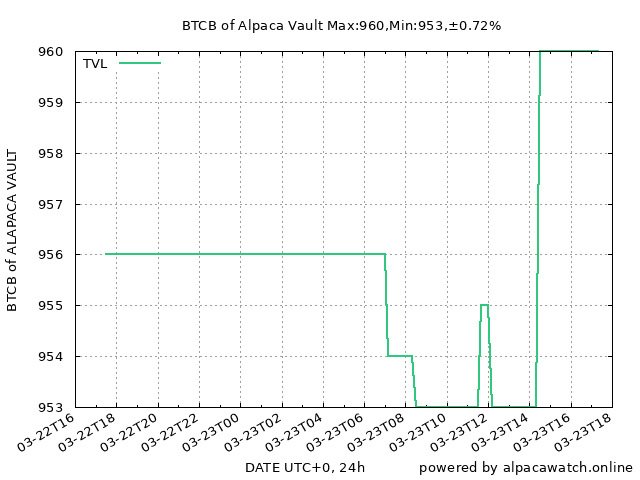 BTCB of Alpaca Vault Max:960,Min:953,±0.72%
TVL
960
959
958
957
956
955
954
953
BTCB of ALAPACA VAULT
03-22T16
03-22T18
03-22T20
03-22T22
03-23T00
03-23T02
03-23T04
03-23T06
03-23T08
03-23T10
03-23T12
03-23T14
03-23T16
03-23T18
DATE UTC+0, 24h
powered by alpacawatch.online